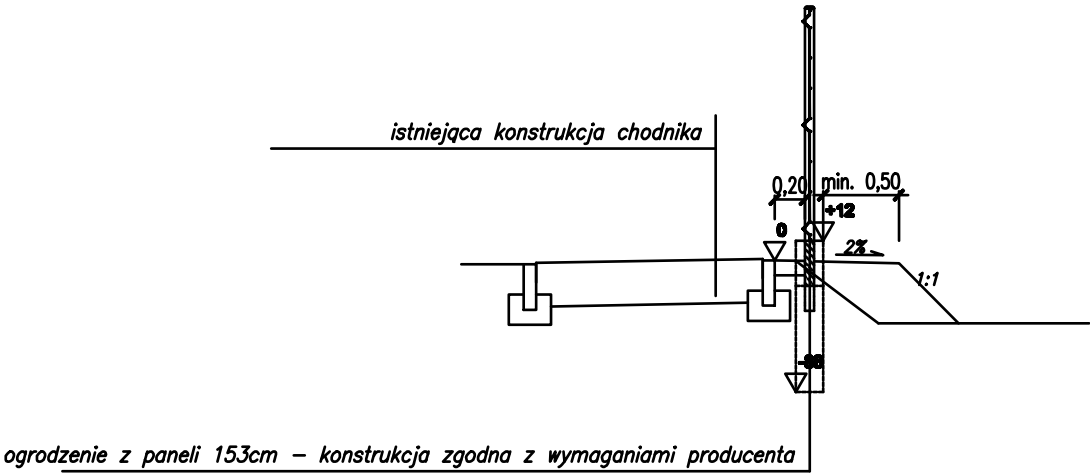 istniejąca konstrukcja chodnika
0,20 min. 0,50
+12
0
2%
1:1
ogrodzenie z paneli 153cm – konstrukcja zgodna z wymaganiami producenta